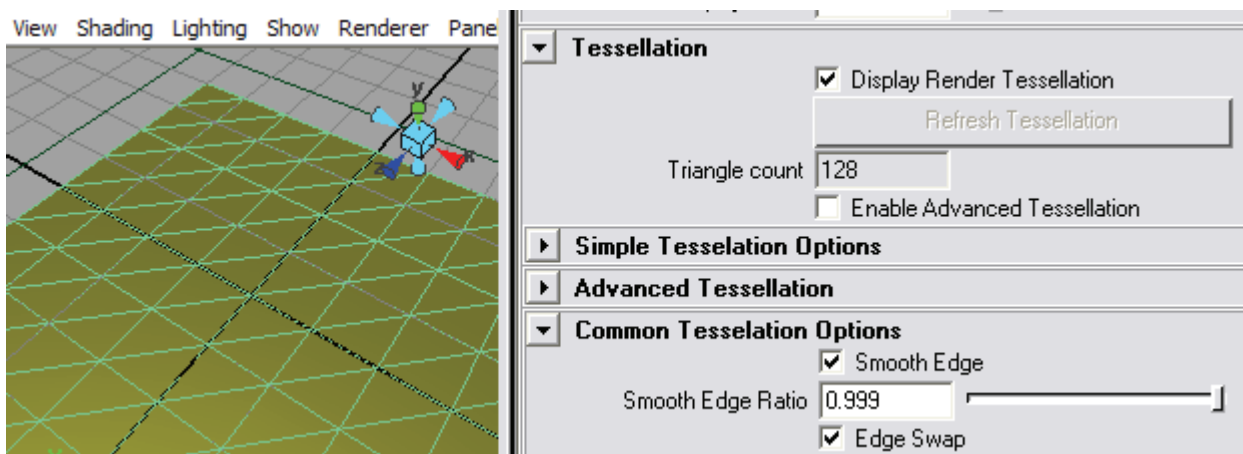 View Shading Lighting Show Renderer Pane
y
z
x
Tessellation
Display Render Tessellation
Refresh Tessellation
Triangle count 128
Enable Advanced Tessellation
Simple Tesselation Options
Advanced Tessellation
Common Tesselation Options
Smooth Edge
Smooth Edge Ratio 0.999
Edge Swap